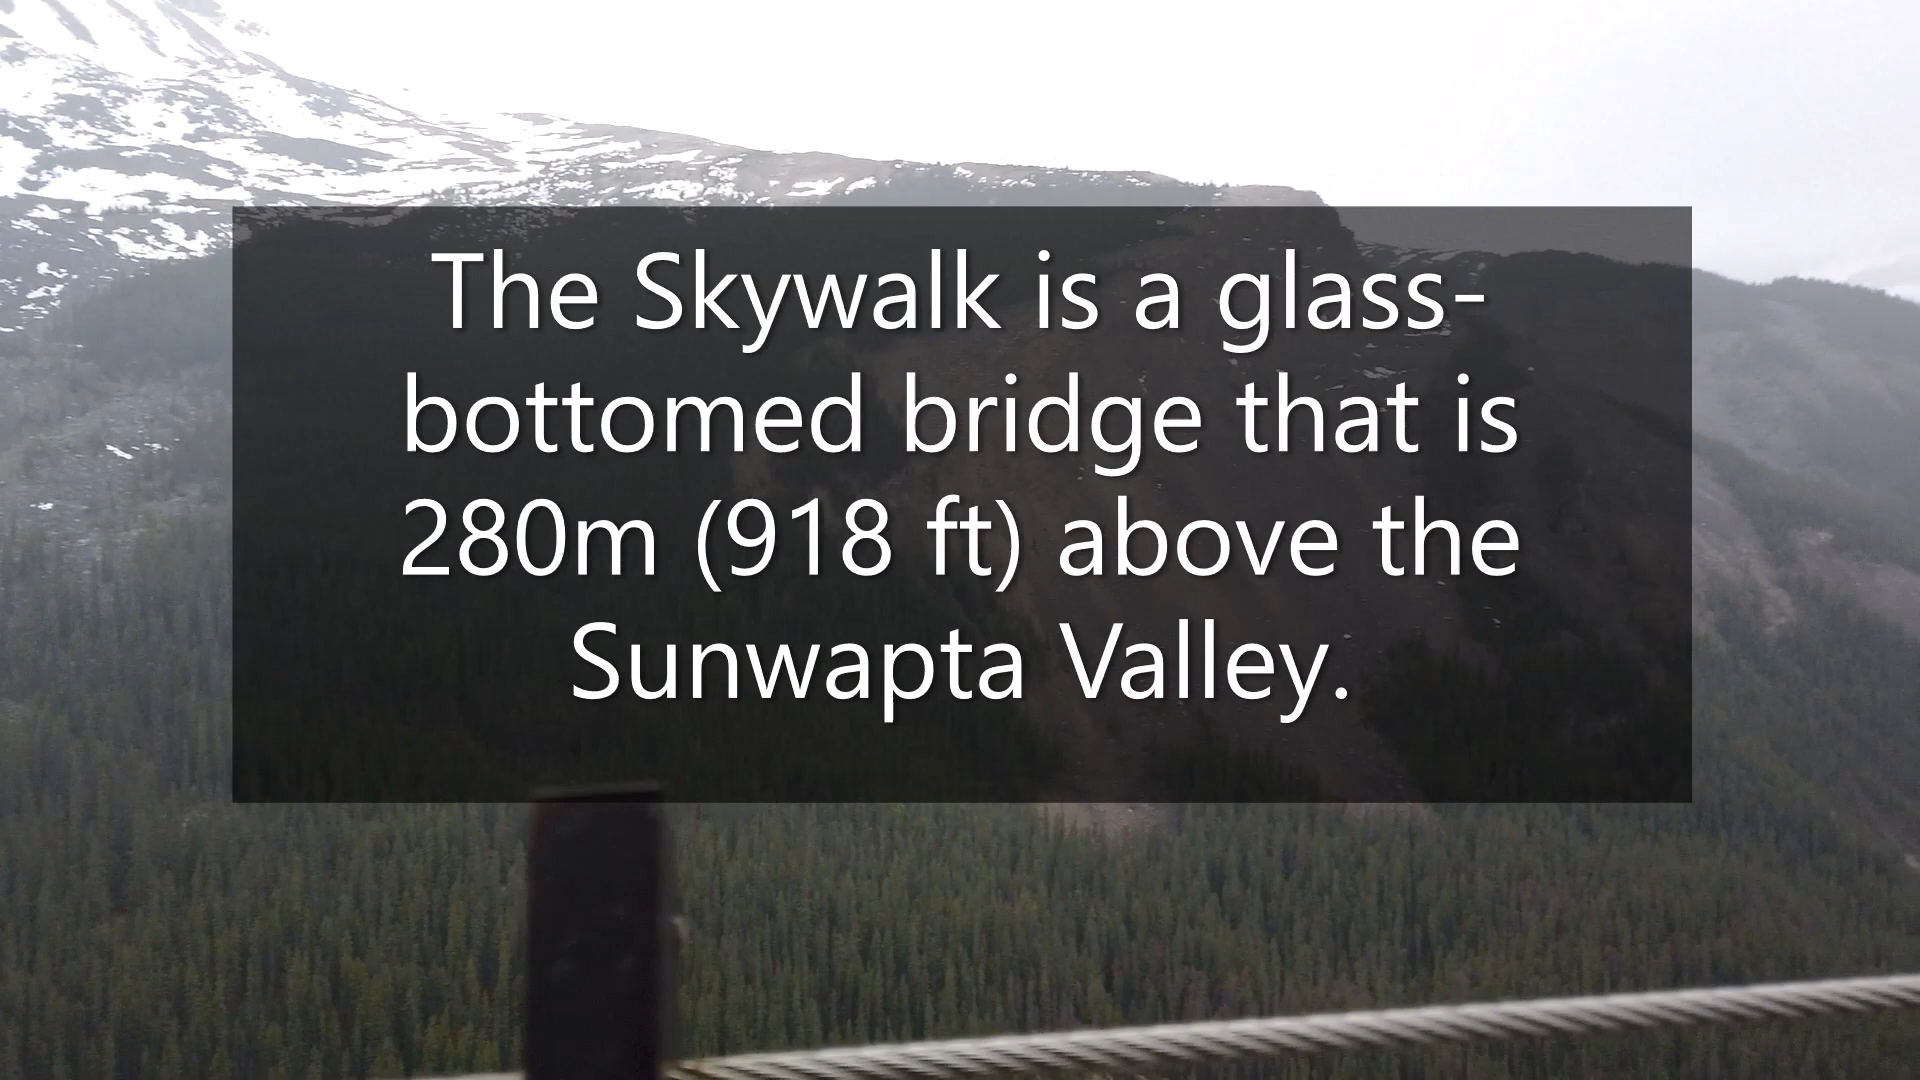 The Skywalk is a glass-
bottomed bridge that is
280m (918 ft) above the
Sunwapta Valley.